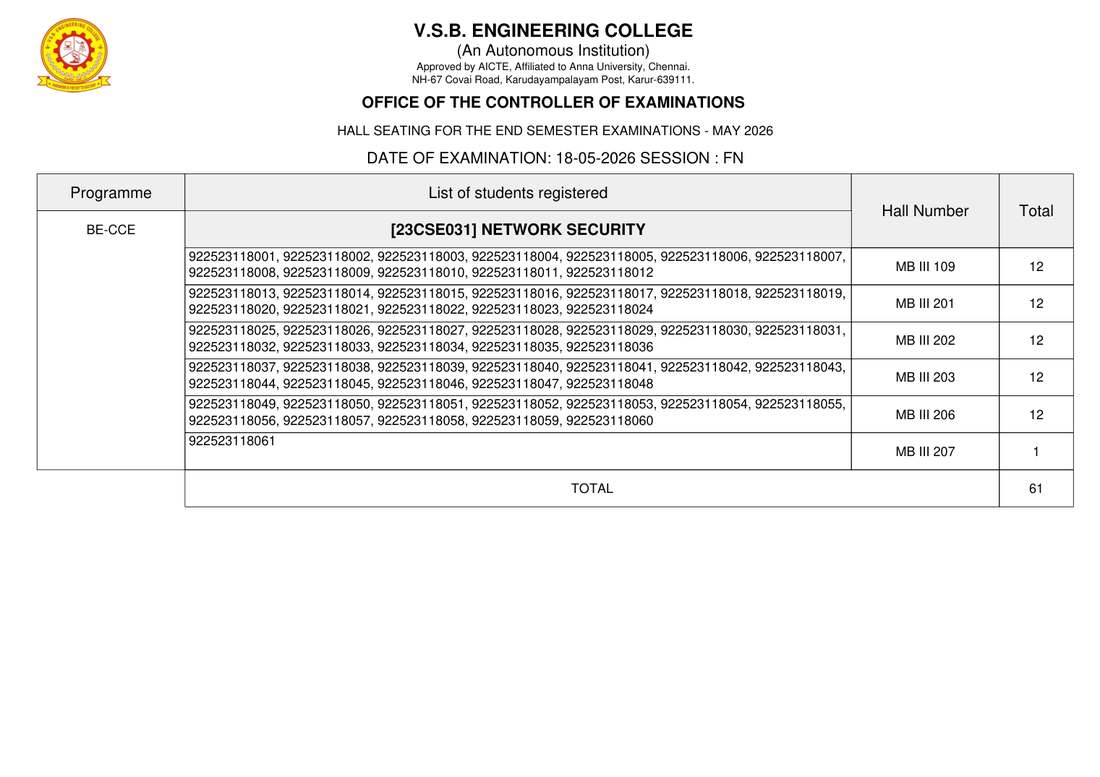 V.S.B. ENGINEERING COLLEGE
(An Autonomous Institution)
Approved by AICTE, Affiliated to Anna University, Chennai.
NH-67 Covai Road, Karudayampalayam Post, Karur-639111.
OFFICE OF THE CONTROLLER OF EXAMINATIONS
HALL SEATING FOR THE END SEMESTER EXAMINATIONS - MAY 2026
DATE OF EXAMINATION: 18-05-2026 SESSION : FN
Programme List of students registered Hall Number Total
BE-CCE [23CSE031] NETWORK SECURITY
922523118001, 922523118002, 922523118003, 922523118004, 922523118005, 922523118006, 922523118007,
922523118008, 922523118009, 922523118010, 922523118011, 922523118012
MB III 109 12
922523118013, 922523118014, 922523118015, 922523118016, 922523118017, 922523118018, 922523118019,
922523118020, 922523118021, 922523118022, 922523118023, 922523118024
MB III 201 12
922523118025, 922523118026, 922523118027, 922523118028, 922523118029, 922523118030, 922523118031,
922523118032, 922523118033, 922523118034, 922523118035, 922523118036
MB III 202 12
922523118037, 922523118038, 922523118039, 922523118040, 922523118041, 922523118042, 922523118043,
922523118044, 922523118045, 922523118046, 922523118047, 922523118048
MB III 203 12
922523118049, 922523118050, 922523118051, 922523118052, 922523118053, 922523118054, 922523118055,
922523118056, 922523118057, 922523118058, 922523118059, 922523118060
MB III 206 12
922523118061
MB III 207 1
TOTAL 61